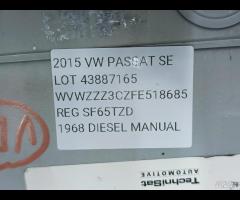 2015 VW PASSAT SE
LOT 43887165
WVWZZZ3CZFE518685
REG SF65TZD
1968 DIESEL MANUAL
TechniSat
AUTOMOTIVE